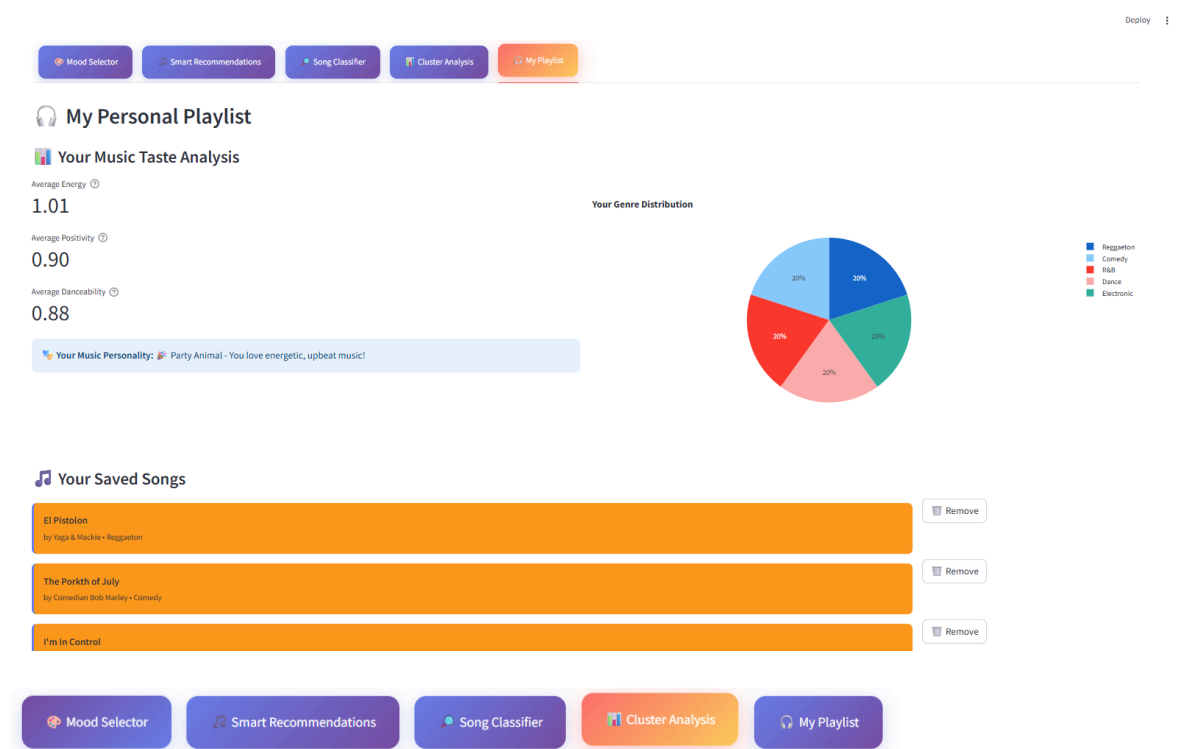 Deploy
Mood Selector
Smart Recommendations
Song Classifier
Cluster Analysis
My Playlist
My Personal Playlist
Your Music Taste Analysis
Average Energy
1.01
Average Positivity
0.90
Average Danceability
0.88
Your Music Personality: 🎉 Party Animal - You love energetic, upbeat music!
Your Genre Distribution
20%
20%
20%
20%
20%
Reggaeton
Comedy
R&B
Dance
Electronic
Your Saved Songs
El Pistolon
by Yaga & Mackie • Reggaeton
Remove
The Porkth of July
by Comedian Bob Marley • Comedy
Remove
I'm In Control
Remove
Mood Selector
Smart Recommendations
Song Classifier
Cluster Analysis
My Playlist